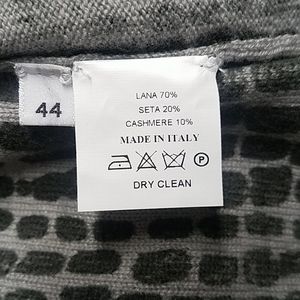 44
LANA 70%
SETA 20%
CASHMERE 10%
MADE IN ITALY
P
DRY CLEAN